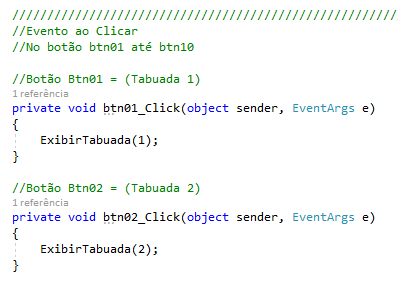 ///////////////////////////////////////////////////////
//Evento ao Clicar
//No botão btn01 até btn10
//Botão Btn01 = (Tabuada 1)
1 referência
private void btn01_Click(object sender, EventArgs e)
{
ExibirTabuada(1);
}
//Botão Btn02 = (Tabuada 2)
1 referência
private void btn02_Click(object sender, EventArgs e)
{
ExibirTabuada(2);
}